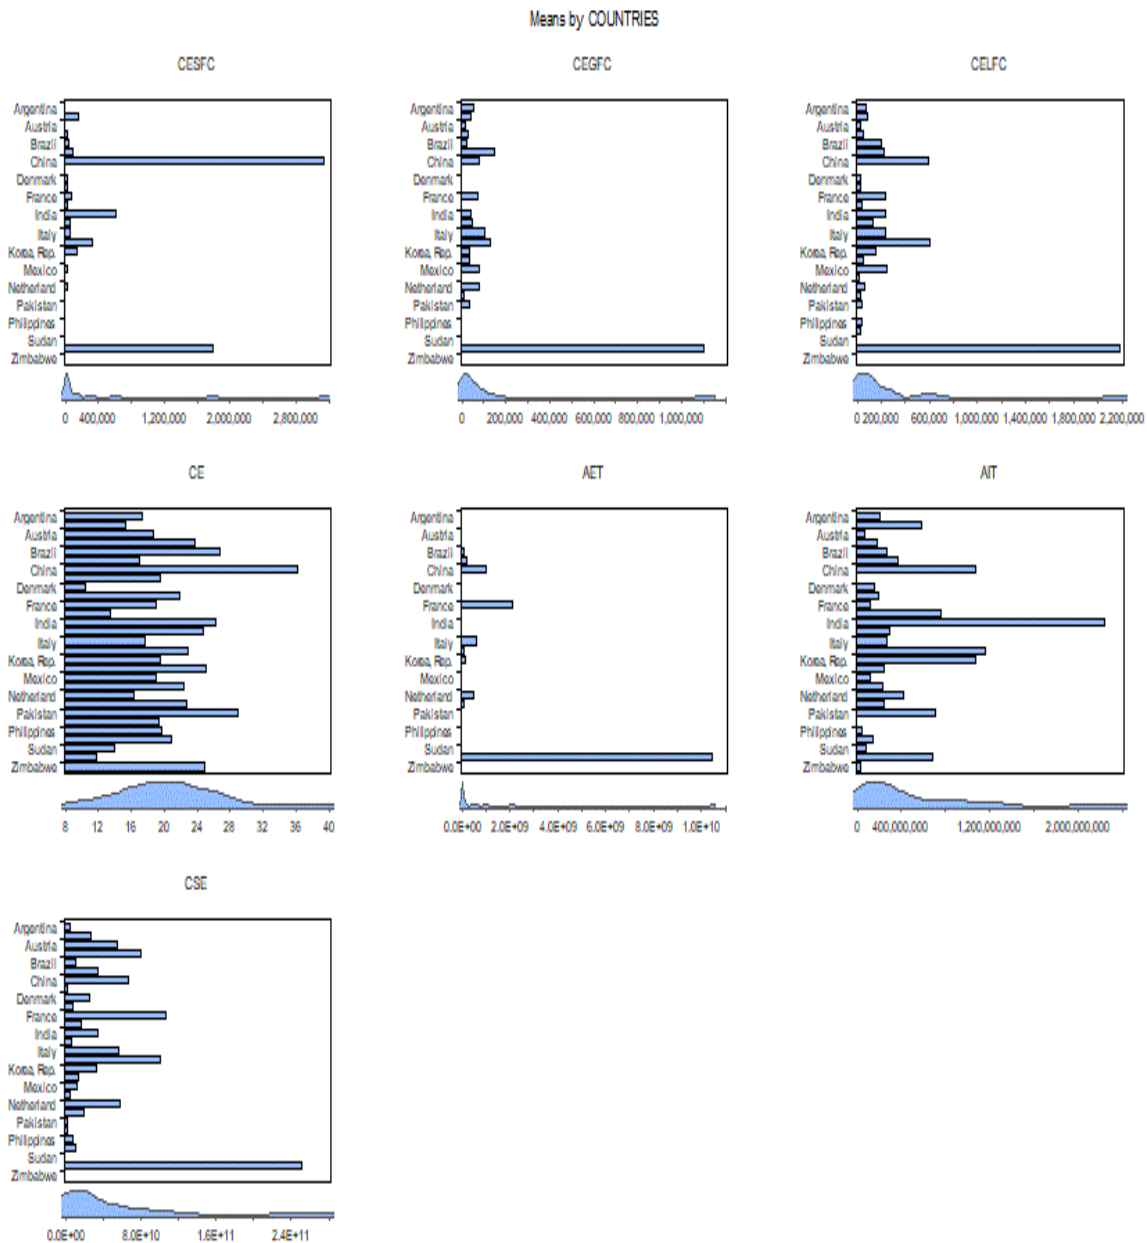 Means by COUNTRIES
CESFC
Argentina
Austria
Brazil
China
Denmark
France
India
Italy
Korea, Rep.
Mexico
Netherland
Pakistan
Philippines
Sudan
Zimbabwe
0 400,000 1,200,000 2,000,000 2,800,000
CEGFC
Argentina
Austria
Brazil
China
Denmark
France
India
Italy
Korea, Rep.
Mexico
Netherland
Pakistan
Philippines
Sudan
Zimbabwe
0 200,000 400,000 600,000 800,000 1,000,000
CELFC
Argentina
Austria
Brazil
China
Denmark
France
India
Italy
Korea, Rep.
Mexico
Netherland
Pakistan
Philippines
Sudan
Zimbabwe
0 200,000 600,000 1,000,000 1,400,000 1,800,000 2,200,000
CE
Argentina
Austria
Brazil
China
Denmark
France
India
Italy
Korea, Rep.
Mexico
Netherland
Pakistan
Philippines
Sudan
Zimbabwe
8 12 16 20 24 28 32 36 40
AET
Argentina
Austria
Brazil
China
Denmark
France
India
Italy
Korea, Rep.
Mexico
Netherland
Pakistan
Philippines
Sudan
Zimbabwe
0.0E+00 2.0E+09 4.0E+09 6.0E+09 8.0E+09 1.0E+10
AIT
Argentina
Austria
Brazil
China
Denmark
France
India
Italy
Korea, Rep.
Mexico
Netherland
Pakistan
Philippines
Sudan
Zimbabwe
0 400,000,000 1,200,000,000 2,000,000,000
CSE
Argentina
Austria
Brazil
China
Denmark
France
India
Italy
Korea, Rep.
Mexico
Netherland
Pakistan
Philippines
Sudan
Zimbabwe
0.0E+00 8.0E+10 1.6E+11 2.4E+11